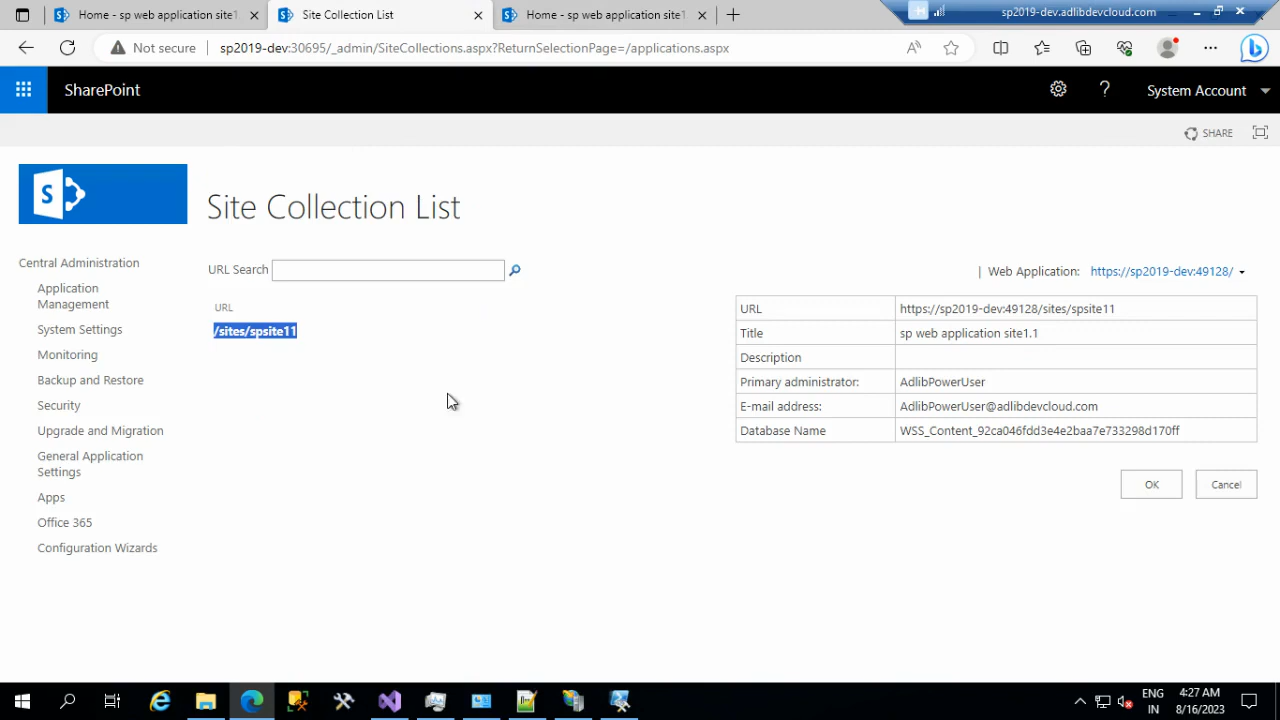 Home - sp web application site1.
Site Collection List
Home - sp web application site1
sp2019-dev.adlibdevcloud.com
Not secure
sp2019-dev:30695/_admin/SiteCollections.aspx?ReturnSelectionPage=/applications.aspx
SharePoint
System Account
SHARE
Site Collection List
Central Administration
Application
Management
System Settings
Monitoring
Backup and Restore
Security
Upgrade and Migration
General Application
Settings
Apps
Office 365
Configuration Wizards
URL Search
URL
/sites/spsite11
| Web Application: https://sp2019-dev:49128/
URL https://sp2019-dev:49128/sites/spsite11
Title sp web application site1.1
Description
Primary administrator: AdlibPowerUser
E-mail address: AdlibPowerUser@adlibdevcloud.com
Database Name WSS_Content_92ca046fdd3e4e2baa7e733298d170ff
OK Cancel
ENG
IN
4:27 AM
8/16/2023